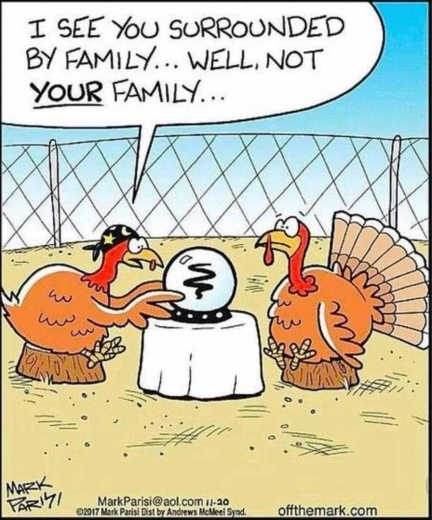 I SEE YOU SURROUNDED
BY FAMILY... WELL, NOT
YOUR FAMILY...
MARK
PARISI
MarkParisi@aol.com 11-20
©2017 Mark Parisi Dist by Andrews McMeel Synd.
offthemark.com